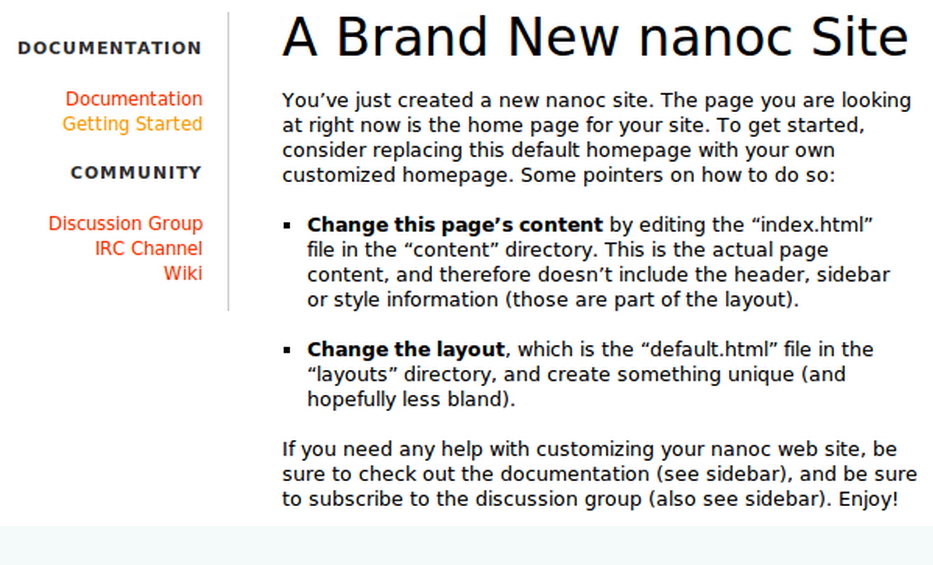 DOCUMENTATION
Documentation
Getting Started
COMMUNITY
Discussion Group
IRC Channel
Wiki
A Brand New nanoc Site
You’ve just created a new nanoc site. The page you are looking
at right now is the home page for your site. To get started,
consider replacing this default homepage with your own
customized homepage. Some pointers on how to do so:
▪ Change this page’s content by editing the “index.html”
file in the “content” directory. This is the actual page
content, and therefore doesn’t include the header, sidebar
or style information (those are part of the layout).
▪ Change the layout, which is the “default.html” file in the
“layouts” directory, and create something unique (and
hopefully less bland).
If you need any help with customizing your nanoc web site, be
sure to check out the documentation (see sidebar), and be sure
to subscribe to the discussion group (also see sidebar). Enjoy!